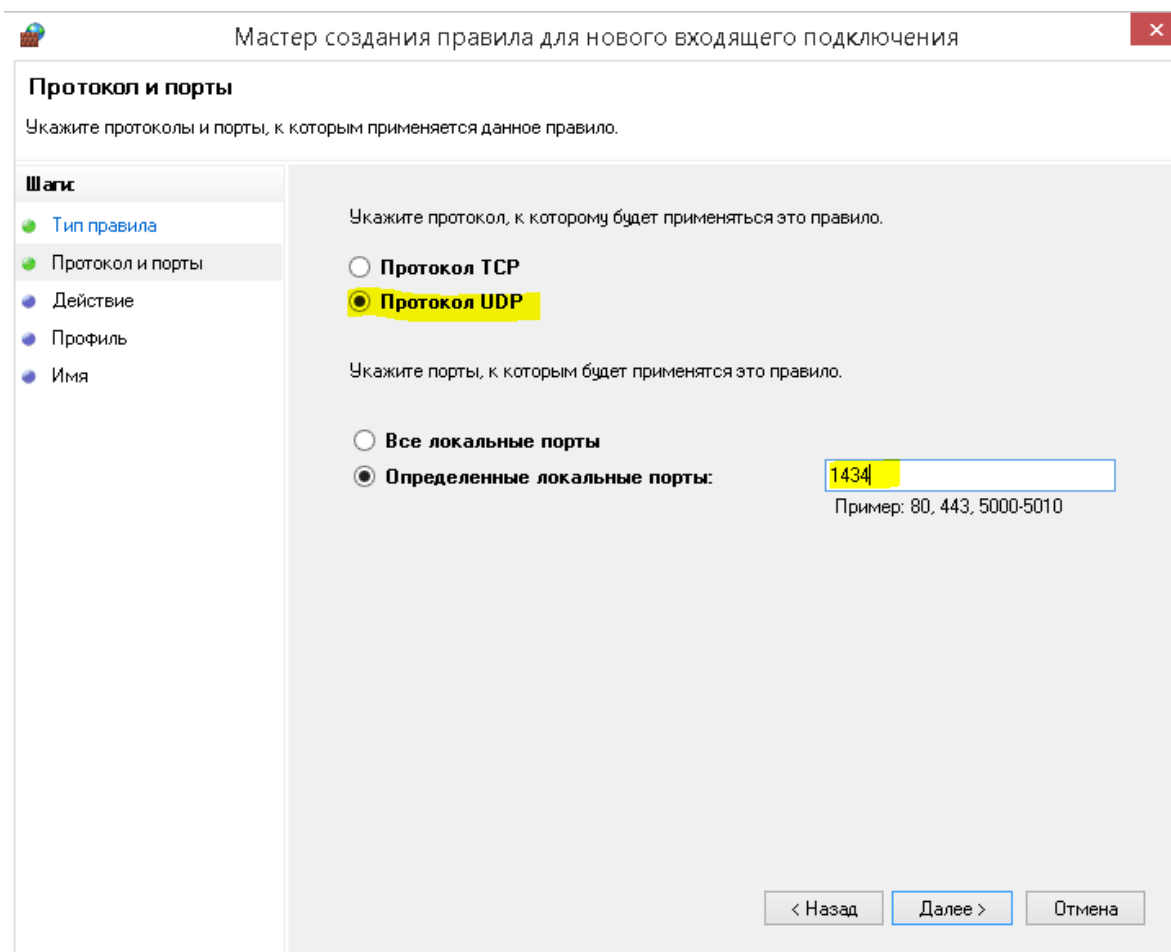 Мастер создания правила для нового входящего подключения
Протокол и порты
Укажите протоколы и порты, к которым применяется данное правило.
Шаги:
Тип правила
Протокол и порты
Действие
Профиль
Имя
Укажите протокол, к которому будет применяться это правило.
Протокол TCP
Протокол UDP
Укажите порты, к которым будет применятся это правило.
Все локальные порты
Определенные локальные порты:
1434
Пример: 80, 443, 5000-5010
< Назад
Далее >
Отмена